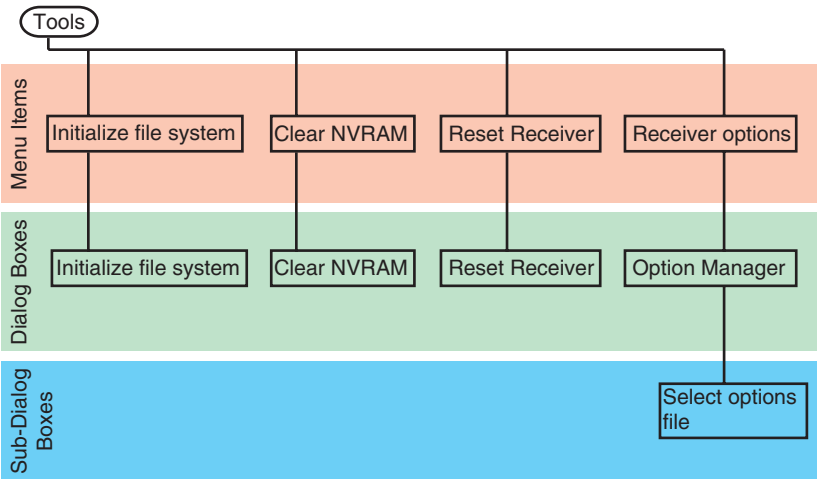 Tools
Menu Items
Initialize file system
Clear NVRAM
Reset Receiver
Receiver options
Dialog Boxes
Initialize file system
Clear NVRAM
Reset Receiver
Option Manager
Sub-Dialog
Boxes
Select options
file